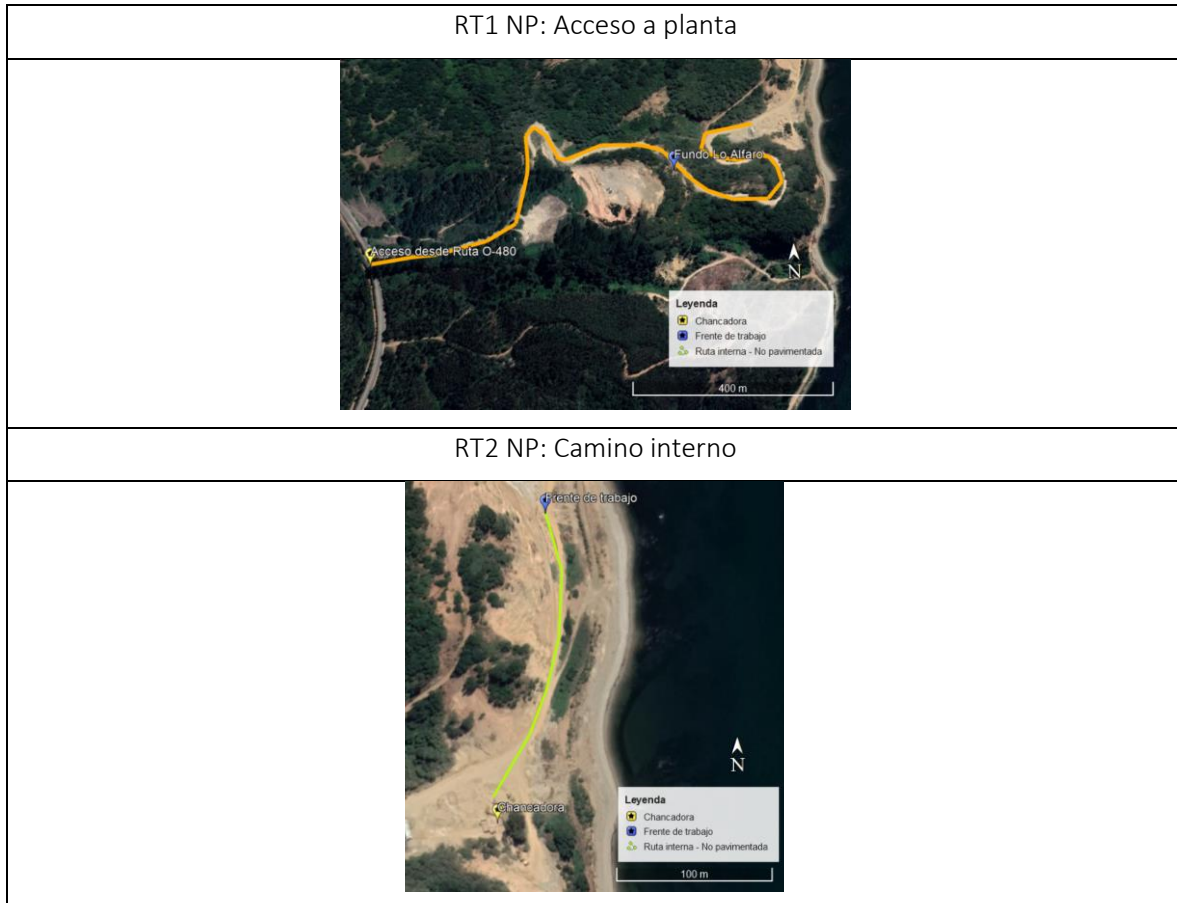 RT1 NP: Acceso a planta
Fundo Lo Alfaro
Acceso desde Ruta O-480
N
Leyenda
Chancadora
Frente de trabajo
Ruta interna - No pavimentada
400 m
RT2 NP: Camino interno
Frente de trabajo
N
Chancadora
Leyenda
Chancadora
Frente de trabajo
Ruta interna - No pavimentada
100 m